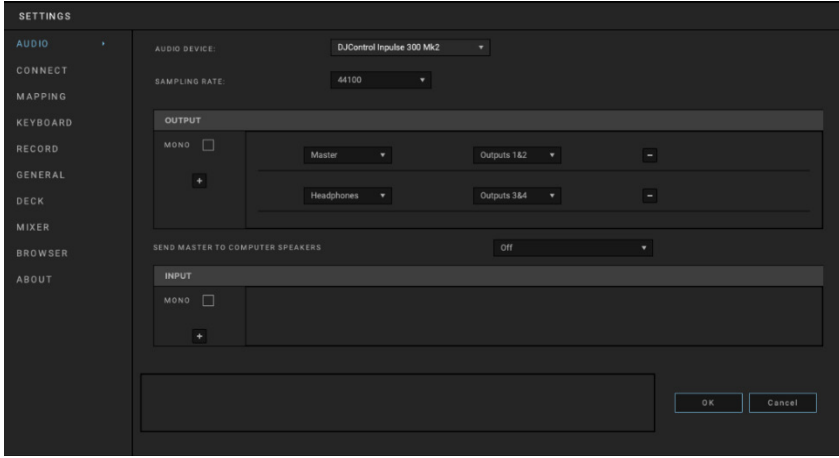 SETTINGS
AUDIO
CONNECT
MAPPING
KEYBOARD
RECORD
GENERAL
DECK
MIXER
BROWSER
ABOUT
AUDIO DEVICE: DJControl Inpulse 300 Mk2
SAMPLING RATE: 44100
OUTPUT
MONO
+
Master Outputs 1&2 −
Headphones Outputs 3&4 −
SEND MASTER TO COMPUTER SPEAKERS Off
INPUT
MONO
+
OK Cancel